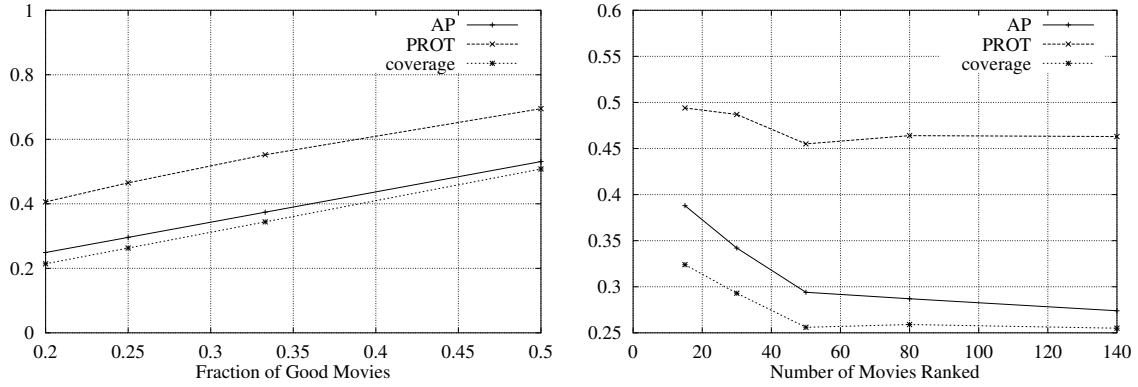 1
0.8
0.6
0.4
0.2
0
0.2 0.25 0.3 0.35 0.4 0.45 0.5
Fraction of Good Movies
AP
PROT
coverage
0.6
0.55
0.5
0.45
0.4
0.35
0.3
0.25
0 20 40 60 80 100 120 140
Number of Movies Ranked
AP
PROT
coverage